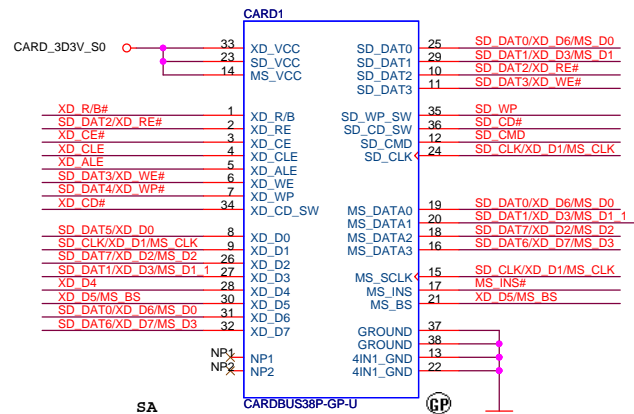 CARD1
CARD_3D3V_S0
33 XD_VCC
23 SD_VCC
14 MS_VCC
XD_R/B# 1 XD_R/B
SD_DAT2/XD_RE# 2 XD_RE
XD_CE# 3 XD_CE
XD_CLE 4 XD_CLE
XD_ALE 5 XD_ALE
SD_DAT3/XD_WE# 6 XD_WE
SD_DAT4/XD_WP# 7 XD_WP
XD_CD# 34 XD_CD_SW
SD_DAT5/XD_D0 8 XD_D0
SD_CLK/XD_D1/MS_CLK 9 XD_D1
SD_DAT7/XD_D2/MS_D2 26 XD_D2
SD_DAT1/XD_D3/MS_D1_1 27 XD_D3
XD_D4 28 XD_D4
XD_D5/MS_BS 30 XD_D5
SD_DAT0/XD_D6/MS_D0 31 XD_D6
SD_DAT6/XD_D7/MS_D3 32 XD_D7
NP1 NP1
NP2 NP2
SD_DAT0 25 SD_DAT0/XD_D6/MS_D0
SD_DAT1 29 SD_DAT1/XD_D3/MS_D1
SD_DAT2 10 SD_DAT2/XD_RE#
SD_DAT3 11 SD_DAT3/XD_WE#
SD_WP_SW 35 SD_WP
SD_CD_SW 36 SD_CD#
SD_CMD 12 SD_CMD
SD_CLK 24 SD_CLK/XD_D1/MS_CLK
MS_DATA0 19 SD_DAT0/XD_D6/MS_D0
MS_DATA1 20 SD_DAT1/XD_D3/MS_D1_1
MS_DATA2 18 SD_DAT7/XD_D2/MS_D2
MS_DATA3 16 SD_DAT6/XD_D7/MS_D3
MS_SCLK 15 SD_CLK/XD_D1/MS_CLK
MS_INS 17 MS_INS#
MS_BS 21 XD_D5/MS_BS
GROUND 37
GROUND 38
4IN1_GND 13
4IN1_GND 22
CARDBUS38P-GP-U
SA
GP